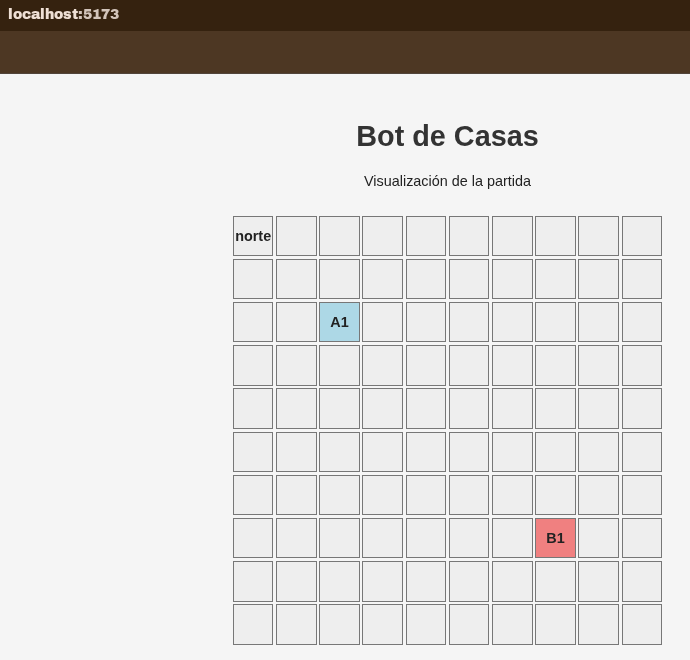 localhost:5173
Bot de Casas
Visualización de la partida
norte
A1
B1